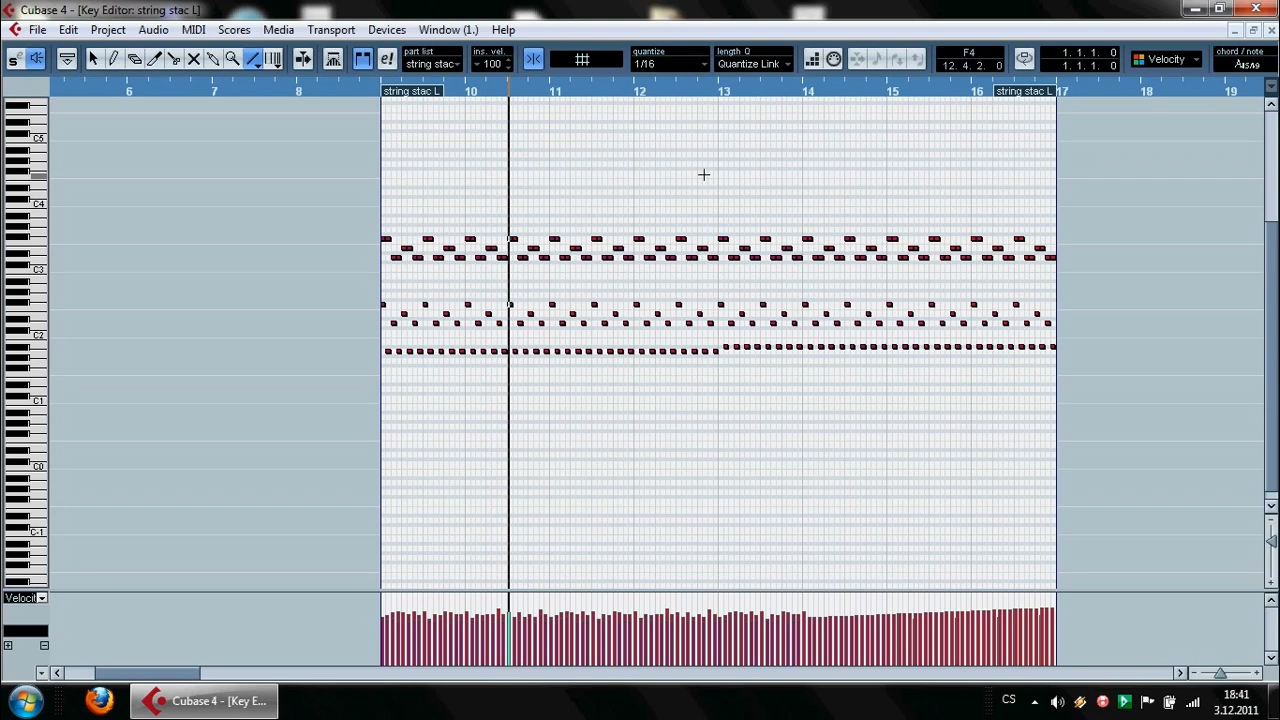 Cubase 4 - [Key Editor: string stac L]
File Edit Project Audio MIDI Scores Media Transport Devices Window (1.) Help
part list
string stac
ins. vel.
100
quantize
1/16
length Q
Quantize Link
F4
12. 4. 2. 0
1. 1. 1. 0
1. 1. 1. 0
Velocity
chord / note
6 7 8 10 11 12 13 14 15 16 17 18 19
string stac L
string stac L
C5
C4
C3
C2
C1
C0
C-1
Velocit
Cubase 4 - [Key E...
CS
18:41
3.12.2011